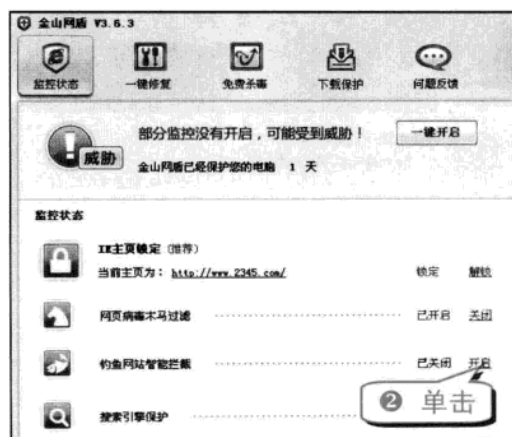 金山网盾 V3.6.3
监控状态 一键修复 免费杀毒 下载保护 问题反馈
部分监控没有开启，可能受到威胁！ 一键开启
威胁
金山网盾已经保护您的电脑 1 天
监控状态
IE主页锁定（推荐）
当前主页为：http://www.2345.com/ 锁定 解锁
网页病毒木马过滤 已开启 关闭
钓鱼网站智能拦截 已关闭 开启
❷ 单击
搜索引擎保护